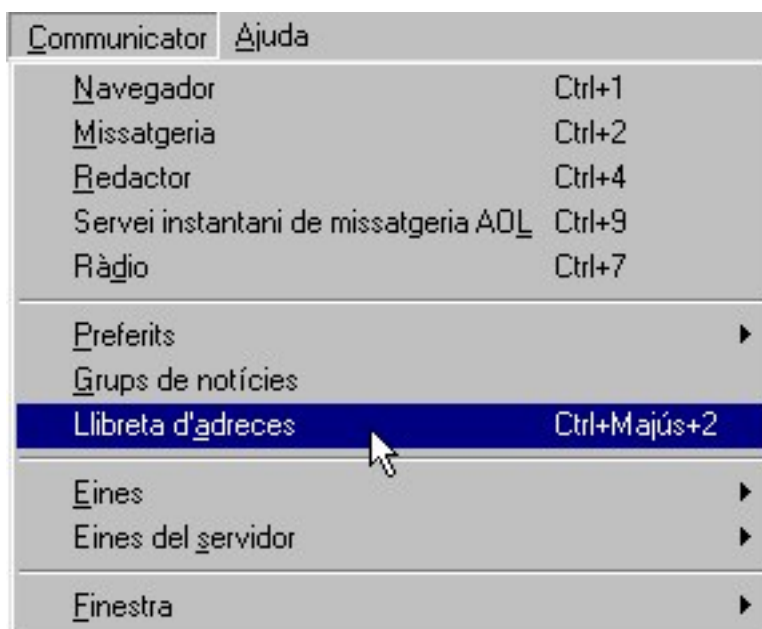 Communicator Ajuda
Navegador Ctrl+1
Missatgeria Ctrl+2
Redactor Ctrl+4
Servei instantani de missatgeria AOL Ctrl+9
Ràdio Ctrl+7
Preferits
Grups de notícies
Llibreta d'adreces Ctrl+Majús+2
Eines
Eines del servidor
Finestra